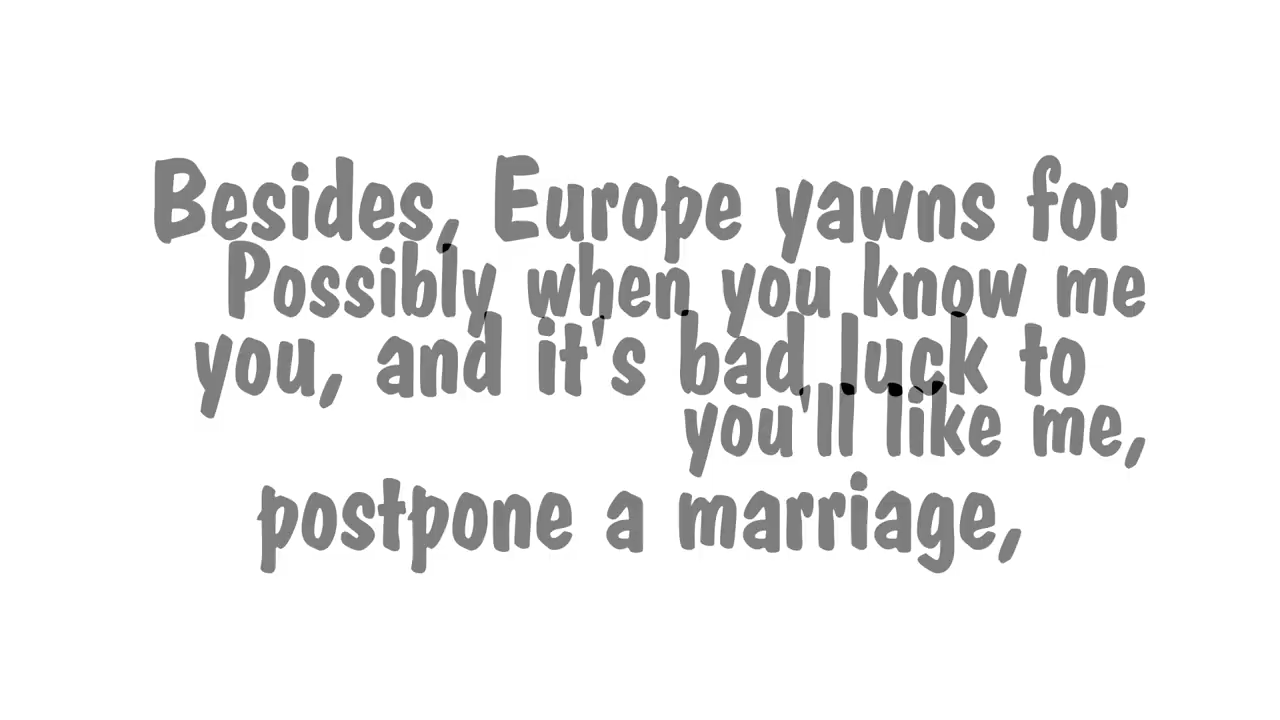 Besides, Europe yawns for
Possibly when you know me
you, and it's bad luck to
you'll like me,
postpone a marriage,